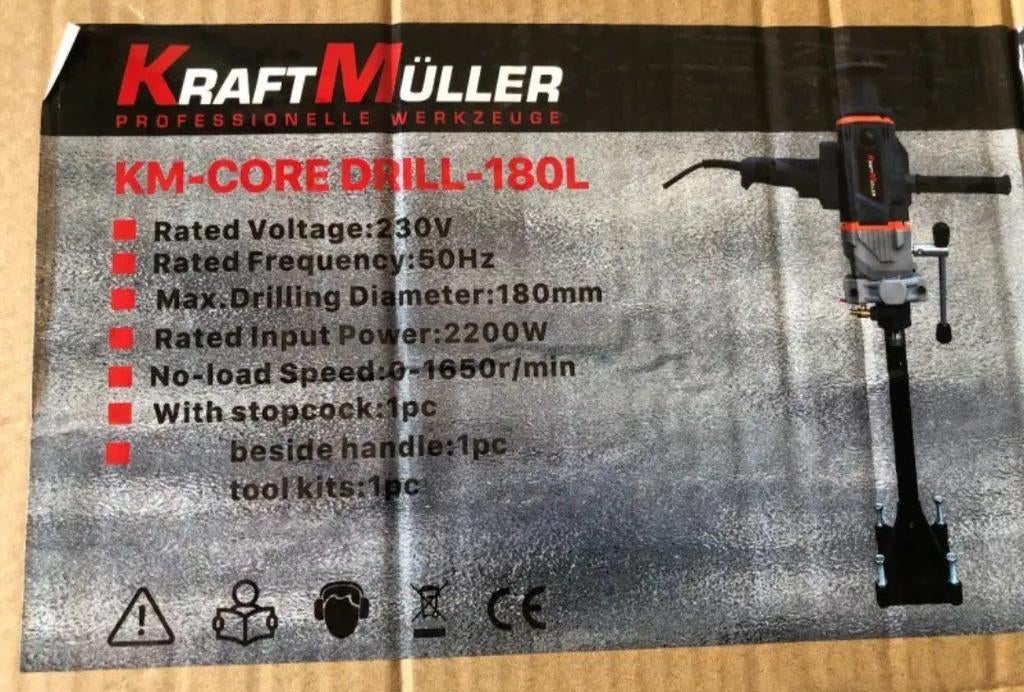 KRAFTMÜLLER
PROFESSIONELLE WERKZEUGE
KM-CORE DRILL-180L
Rated Voltage:230V
Rated Frequency:50Hz
Max.Drilling Diameter:180mm
Rated Input Power:2200W
No-load Speed:0-1650r/min
With stopcock:1pc
beside handle:1pc
tool kits:1pc
KRAFTMÜLLER
CE